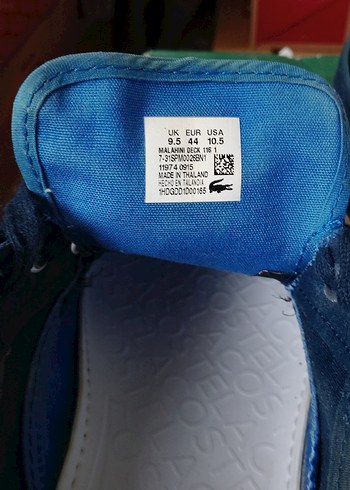 UK EUR USA
9.5 44 10.5
MALAHINI DECK 116 1
7-31SPM0026BN1
11974 0915
MADE IN THAILAND
HECHO EN TAILANDIA
1HDGDD1D00165